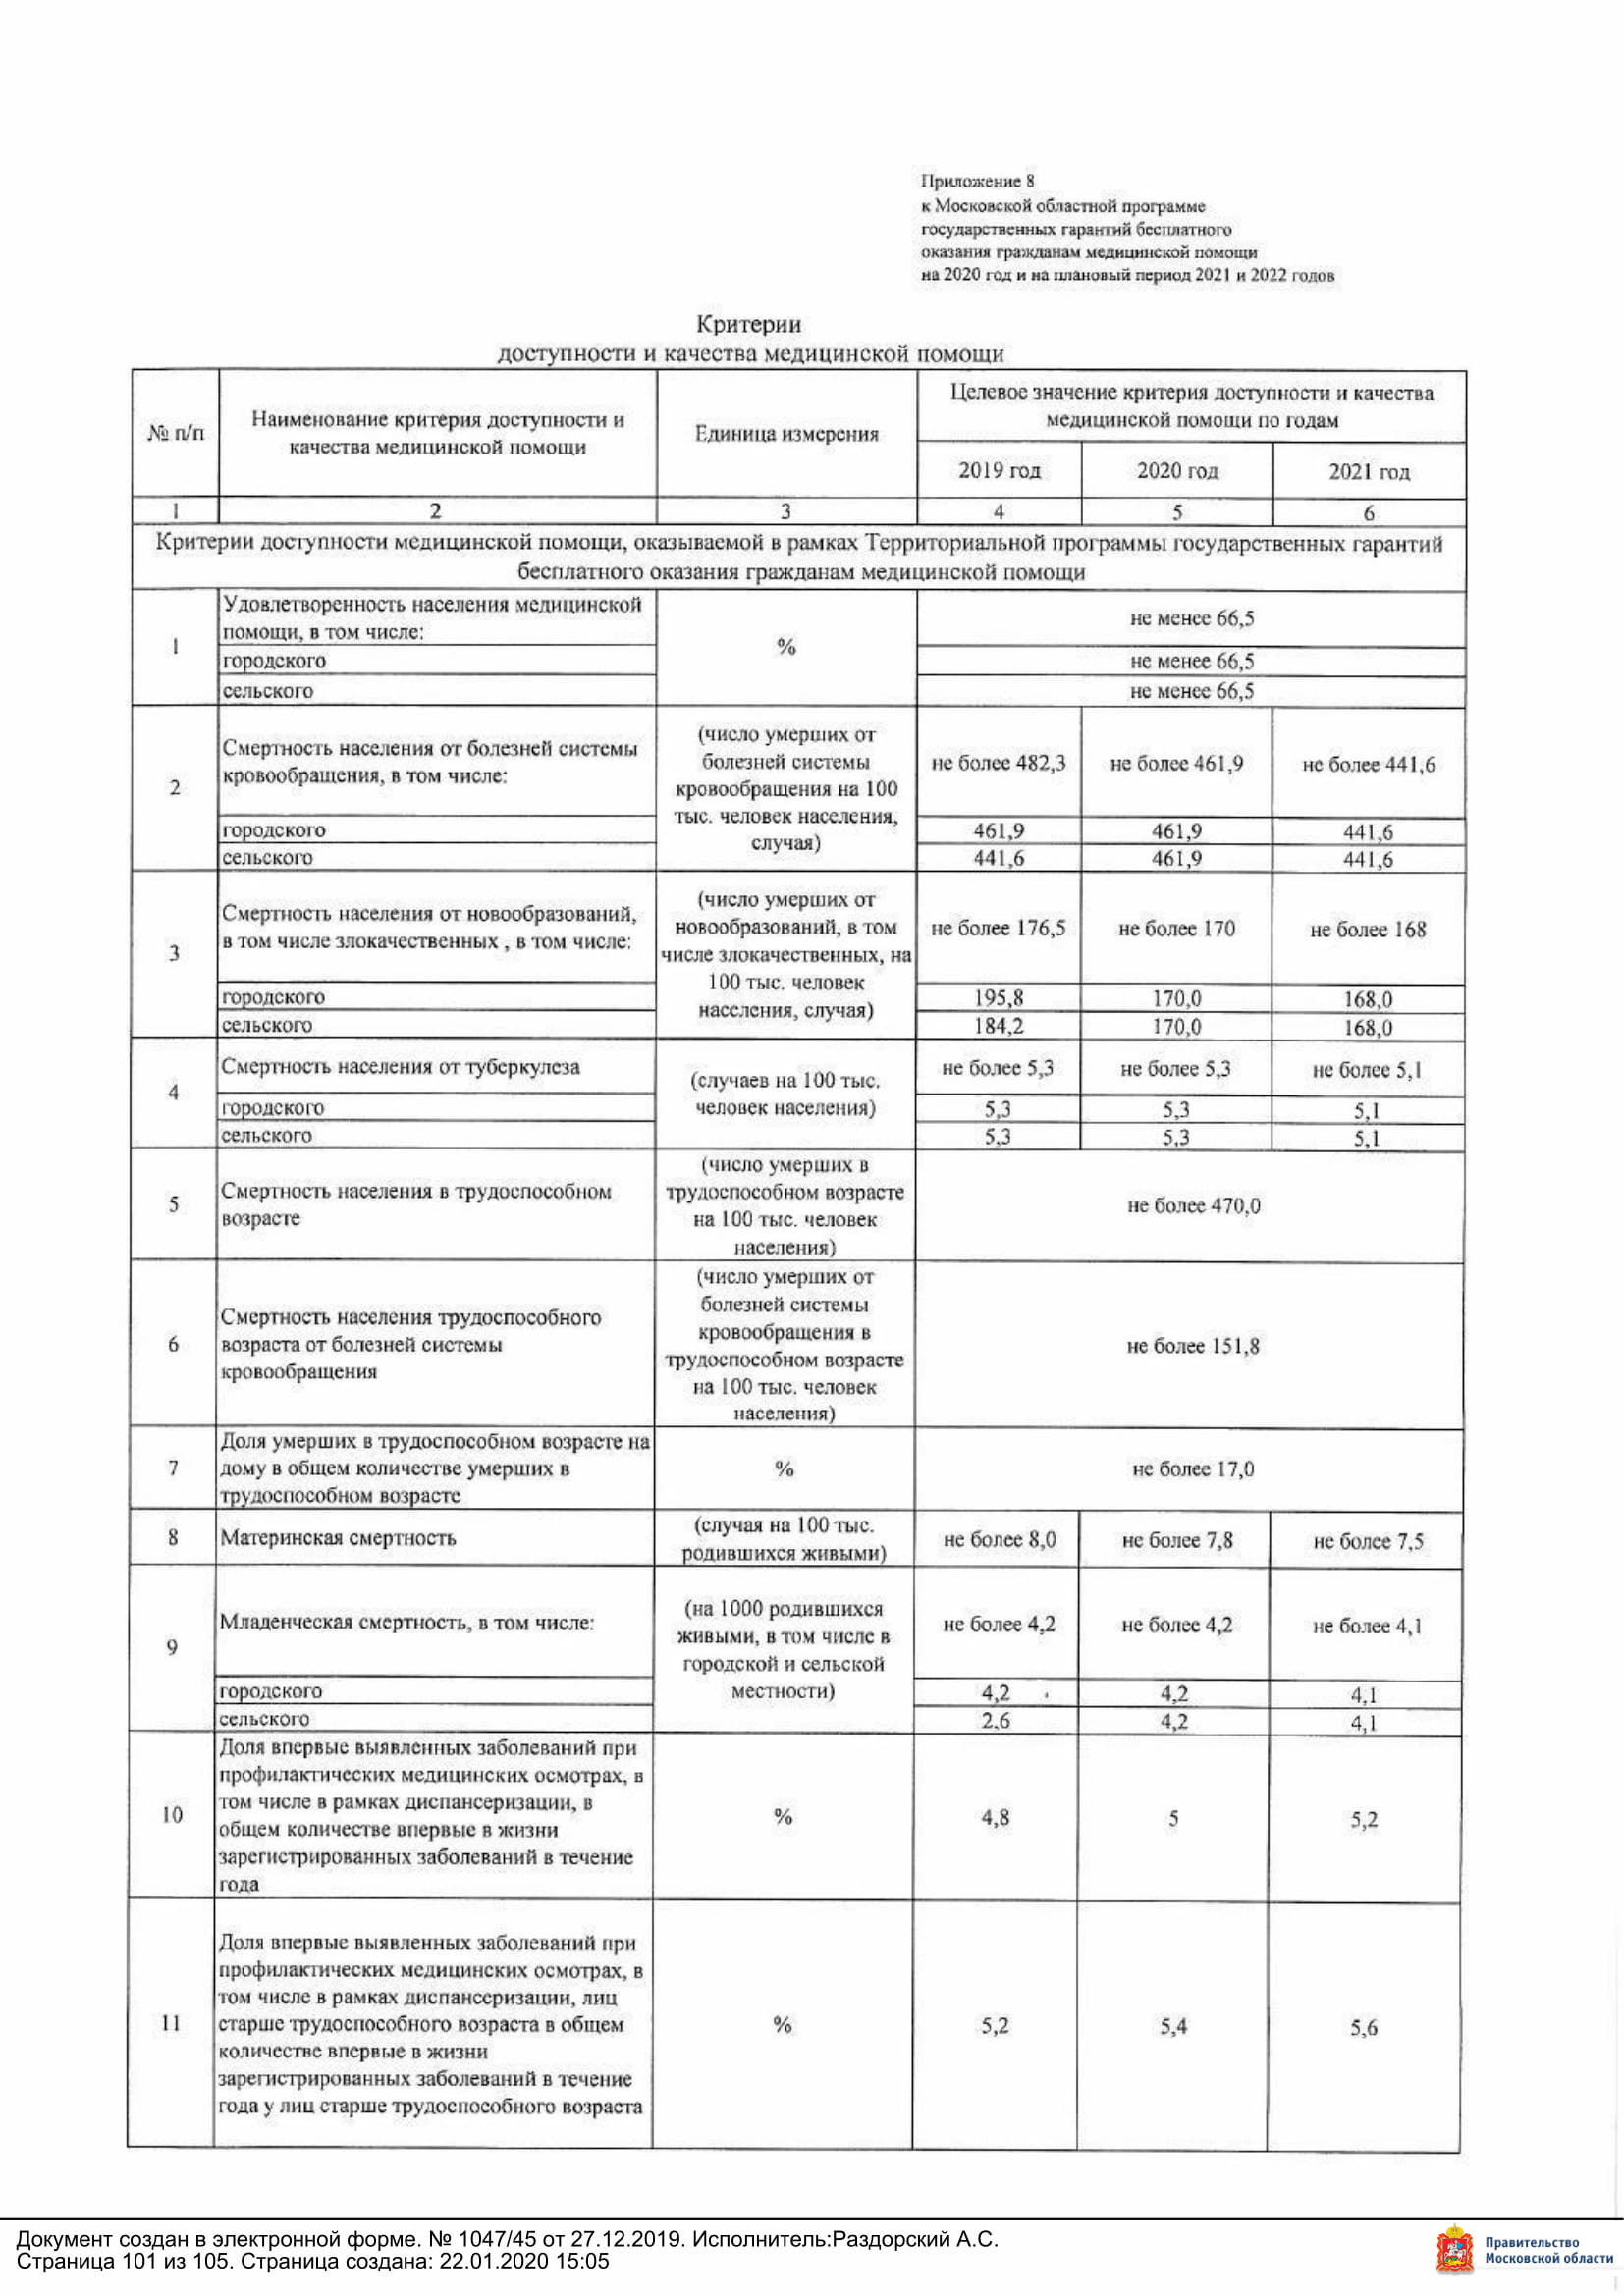 Приложение 8
к Московской областной программе
государственных гарантий бесплатного
оказания гражданам медицинской помощи
на 2020 год и на плановый период 2021 и 2022 годов
Критерии
доступности и качества медицинской помощи
№ п/п
Наименование критерия доступности и
качества медицинской помощи
Единица измерения
Целевое значение критерия доступности и качества
медицинской помощи по годам
2019 год 2020 год 2021 год
1 2 3 4 5 6
Критерии доступности медицинской помощи, оказываемой в рамках Территориальной программы государственных гарантий
бесплатного оказания гражданам медицинской помощи
1
Удовлетворенность населения медицинской
помощи, в том числе:
%
не менее 66,5
городского не менее 66,5
сельского не менее 66,5
2
Смертность населения от болезней системы
кровообращения, в том числе:
(число умерших от
болезней системы
кровообращения на 100
тыс. человек населения,
случая)
не более 482,3 не более 461,9 не более 441,6
городского 461,9 461,9 441,6
сельского 441,6 461,9 441,6
3
Смертность населения от новообразований,
в том числе злокачественных , в том числе:
(число умерших от
новообразований, в том
числе злокачественных, на
100 тыс. человек
населения, случая)
не более 176,5 не более 170 не более 168
городского 195,8 170,0 168,0
сельского 184,2 170,0 168,0
4
Смертность населения от туберкулеза
(случаев на 100 тыс.
человек населения)
не более 5,3 не более 5,3 не более 5,1
городского 5,3 5,3 5,1
сельского 5,3 5,3 5,1
5
Смертность населения в трудоспособном
возрасте
(число умерших в
трудоспособном возрасте
на 100 тыс. человек
населения)
не более 470,0
6
Смертность населения трудоспособного
возраста от болезней системы
кровообращения
(число умерших от
болезней системы
кровообращения в
трудоспособном возрасте
на 100 тыс. человек
населения)
не более 151,8
7
Доля умерших в трудоспособном возрасте на
дому в общем количестве умерших в
трудоспособном возрасте
%
не более 17,0
8
Материнская смертность
(случая на 100 тыс.
родившихся живыми)
не более 8,0 не более 7,8 не более 7,5
9
Младенческая смертность, в том числе:
(на 1000 родившихся
живыми, в том числе в
городской и сельской
местности)
не более 4,2 не более 4,2 не более 4,1
городского 4,2 4,2 4,1
сельского 2,6 4,2 4,1
10
Доля впервые выявленных заболеваний при
профилактических медицинских осмотрах, в
том числе в рамках диспансеризации, в
общем количестве впервые в жизни
зарегистрированных заболеваний в течение
года
%
4,8 5 5,2
11
Доля впервые выявленных заболеваний при
профилактических медицинских осмотрах, в
том числе в рамках диспансеризации, лиц
старше трудоспособного возраста в общем
количестве впервые в жизни
зарегистрированных заболеваний в течение
года у лиц старше трудоспособного возраста
%
5,2 5,4 5,6
Документ создан в электронной форме. № 1047/45 от 27.12.2019. Исполнитель:Раздорский А.С.
Страница 101 из 105. Страница создана: 22.01.2020 15:05
Правительство
Московской области